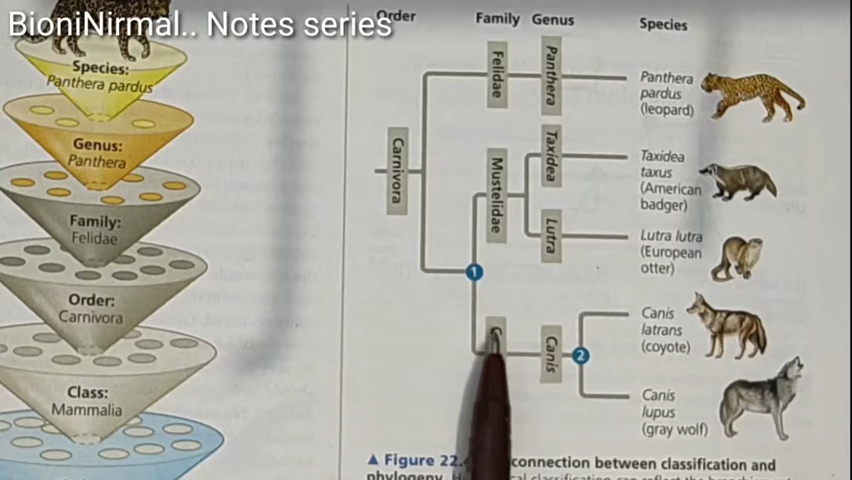 BioniNirmal.. Notes series
Species:
Panthera pardus
Genus:
Panthera
Family:
Felidae
Order:
Carnivora
Class:
Mammalia
Order
Family
Genus
Species
Carnivora
Felidae
Panthera
Panthera
pardus
(leopard)
Mustelidae
Taxidea
Taxidea
taxus
(American
badger)
Lutra
Lutra lutra
(European
otter)
1
Canis
2
Canis
latrans
(coyote)
Canis
lupus
(gray wolf)
▲ Figure 22. connection between classification and
phylogeny.